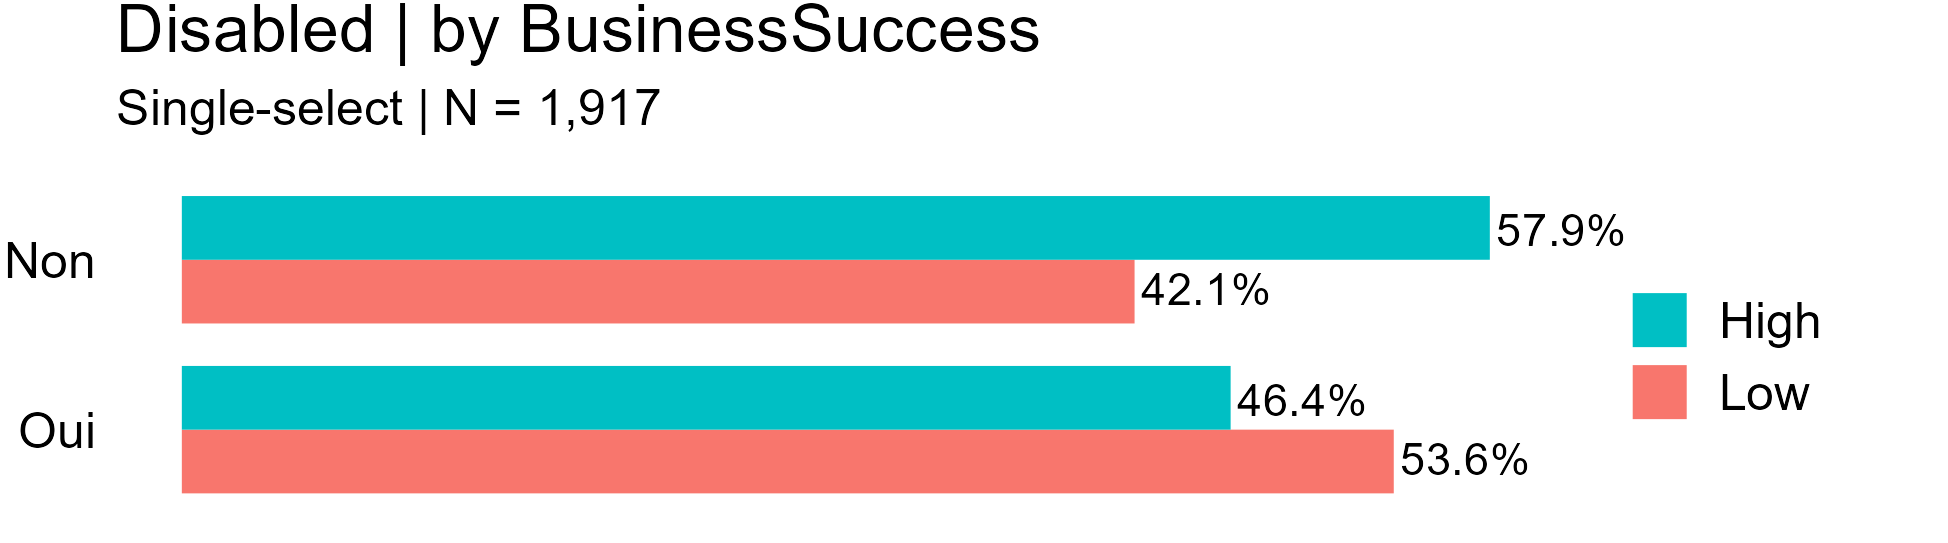 Disabled | by BusinessSuccess
Single-select | N = 1,917
Non
57.9%
42.1%
Oui
46.4%
53.6%
High
Low